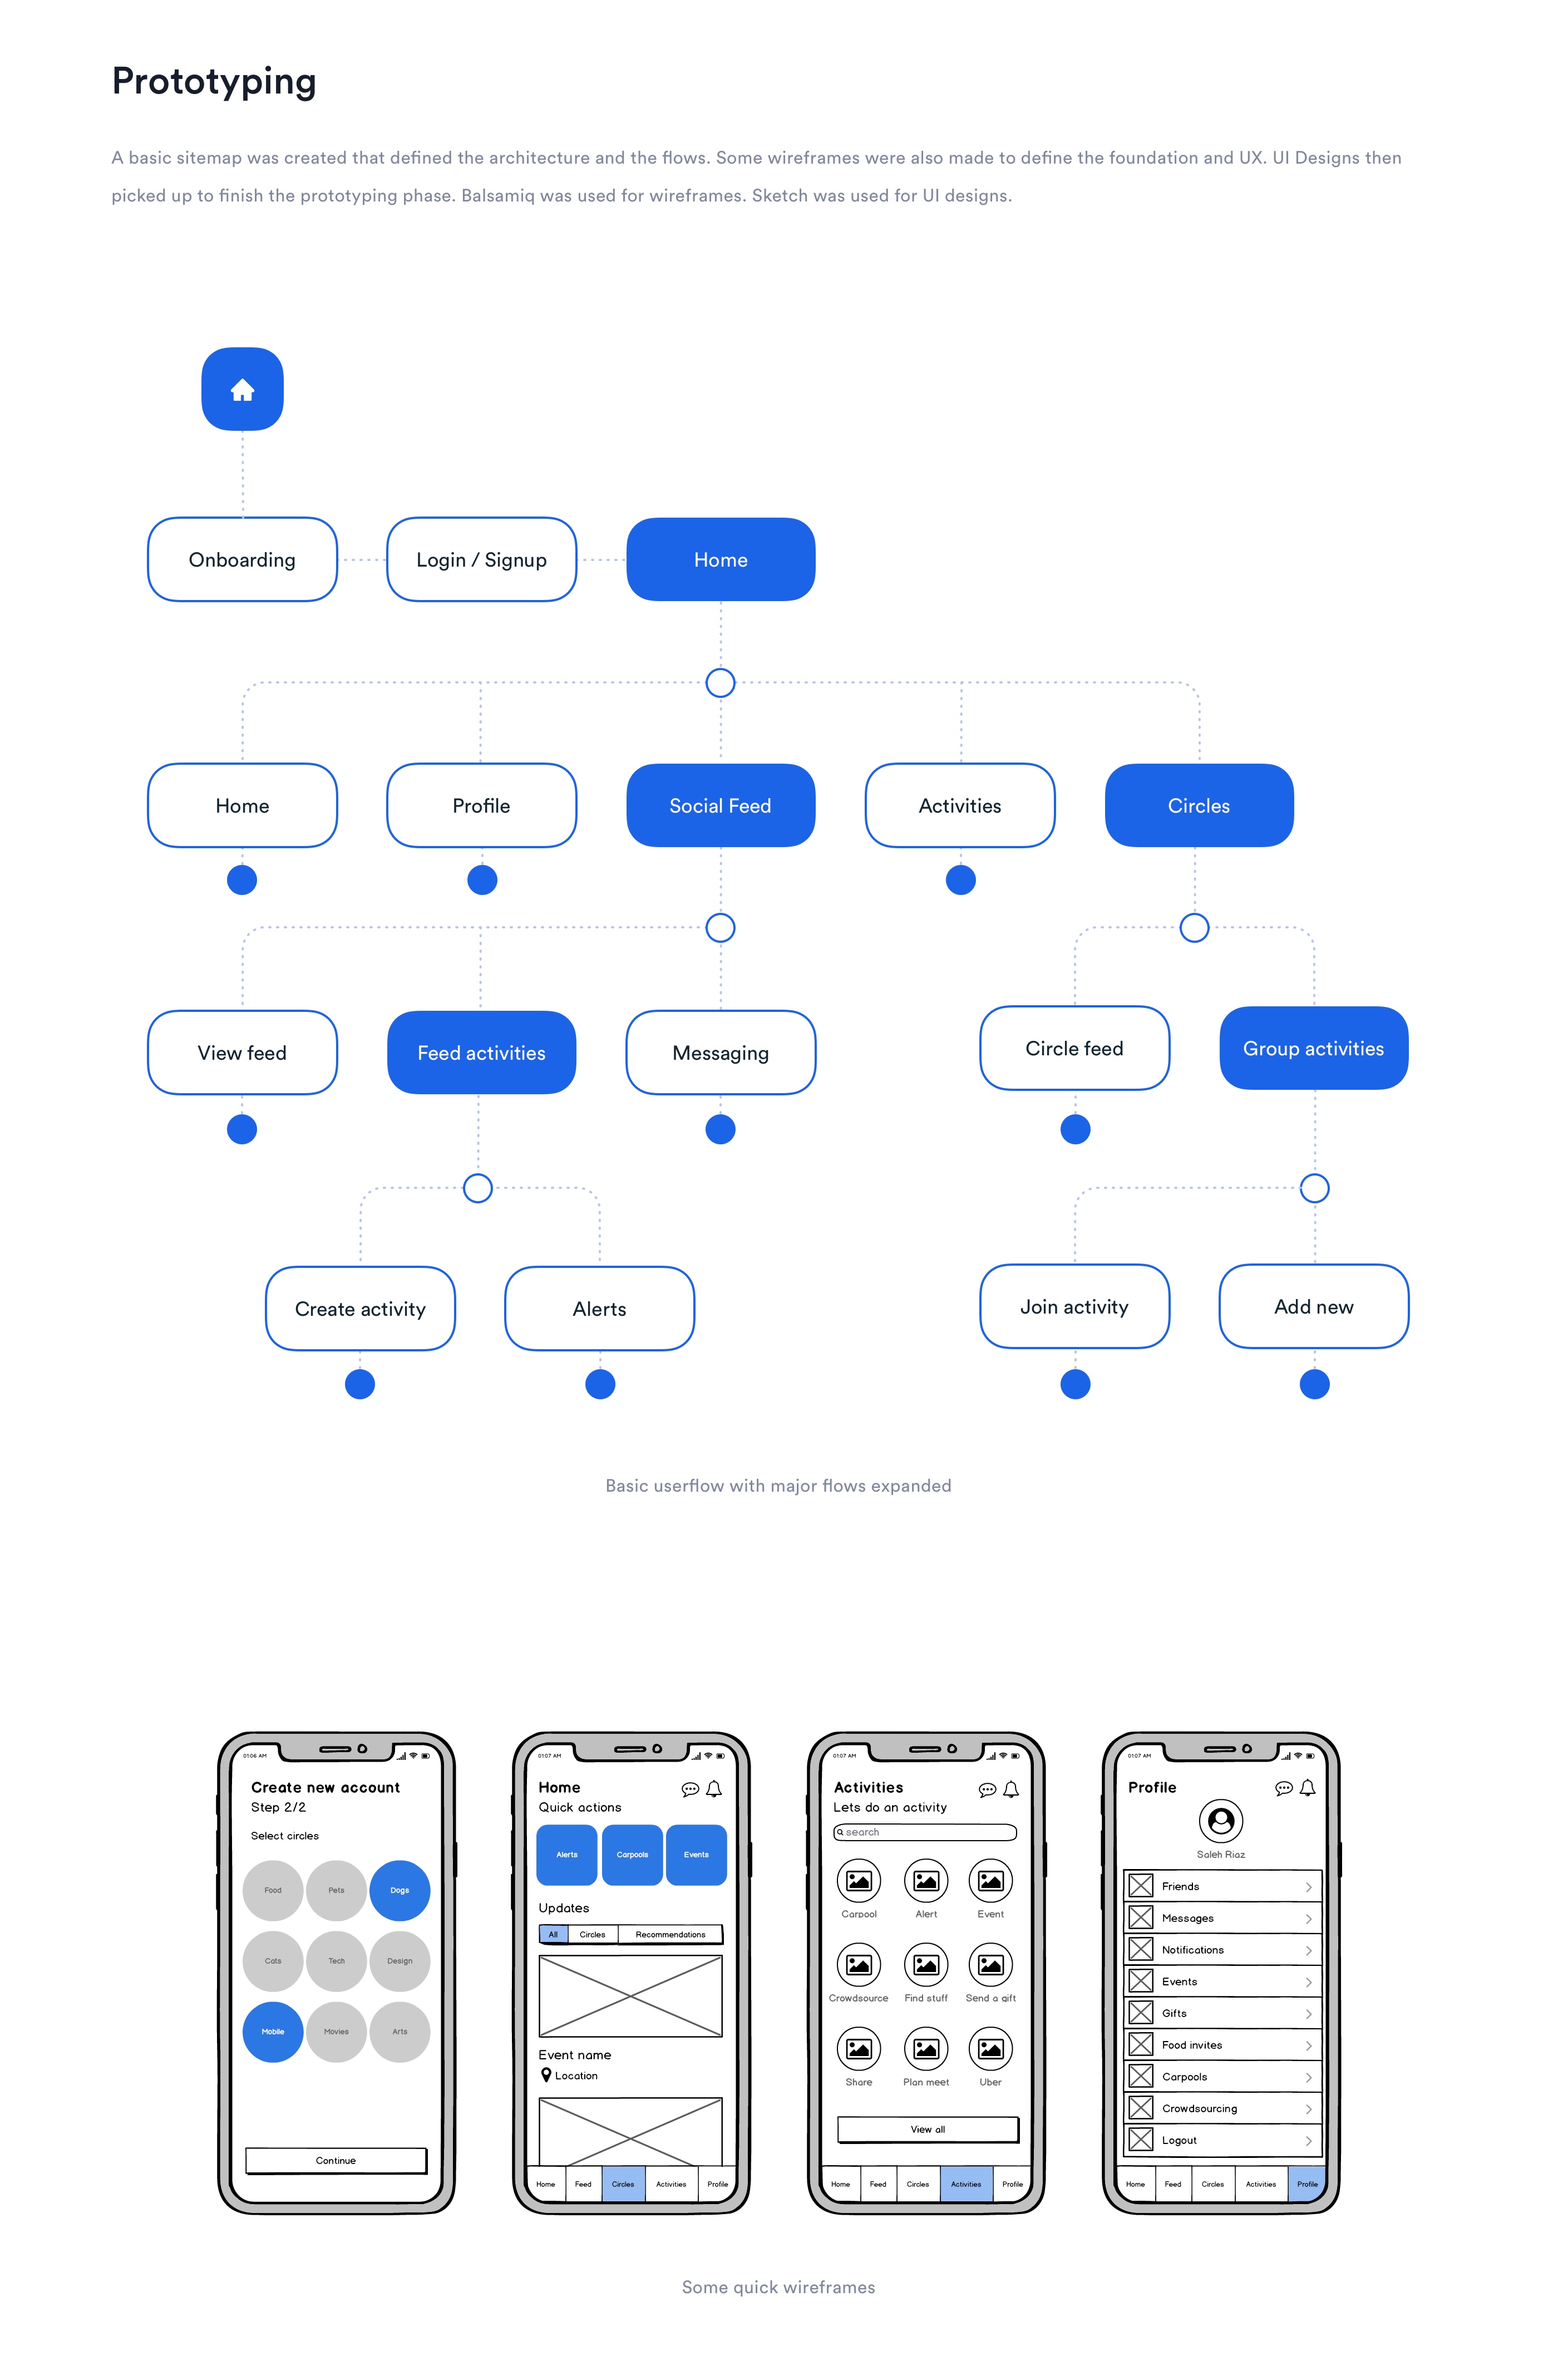 Prototyping
A basic sitemap was created that defined the architecture and the flows. Some wireframes were also made to define the foundation and UX. UI Designs then
picked up to finish the prototyping phase. Balsamiq was used for wireframes. Sketch was used for UI designs.
Onboarding
Login / Signup
Home
Home
Profile
Social Feed
Activities
Circles
View feed
Feed activities
Messaging
Circle feed
Group activities
Create activity
Alerts
Join activity
Add new
Basic userflow with major flows expanded
01:06 AM
Create new account
Step 2/2
Select circles
Food
Pets
Dogs
Cats
Tech
Design
Mobile
Movies
Arts
Continue
01:07 AM
Home
Quick actions
Alerts
Carpools
Events
Updates
All
Circles
Recommendations
Event name
Location
Home
Feed
Circles
Activities
Profile
01:07 AM
Activities
Lets do an activity
search
Carpool
Alert
Event
Crowdsource
Find stuff
Send a gift
Share
Plan meet
Uber
View all
Home
Feed
Circles
Activities
Profile
01:07 AM
Profile
Saleh Riaz
Friends
Messages
Notifications
Events
Gifts
Food invites
Carpools
Crowdsourcing
Logout
Home
Feed
Circles
Activities
Profile
Some quick wireframes